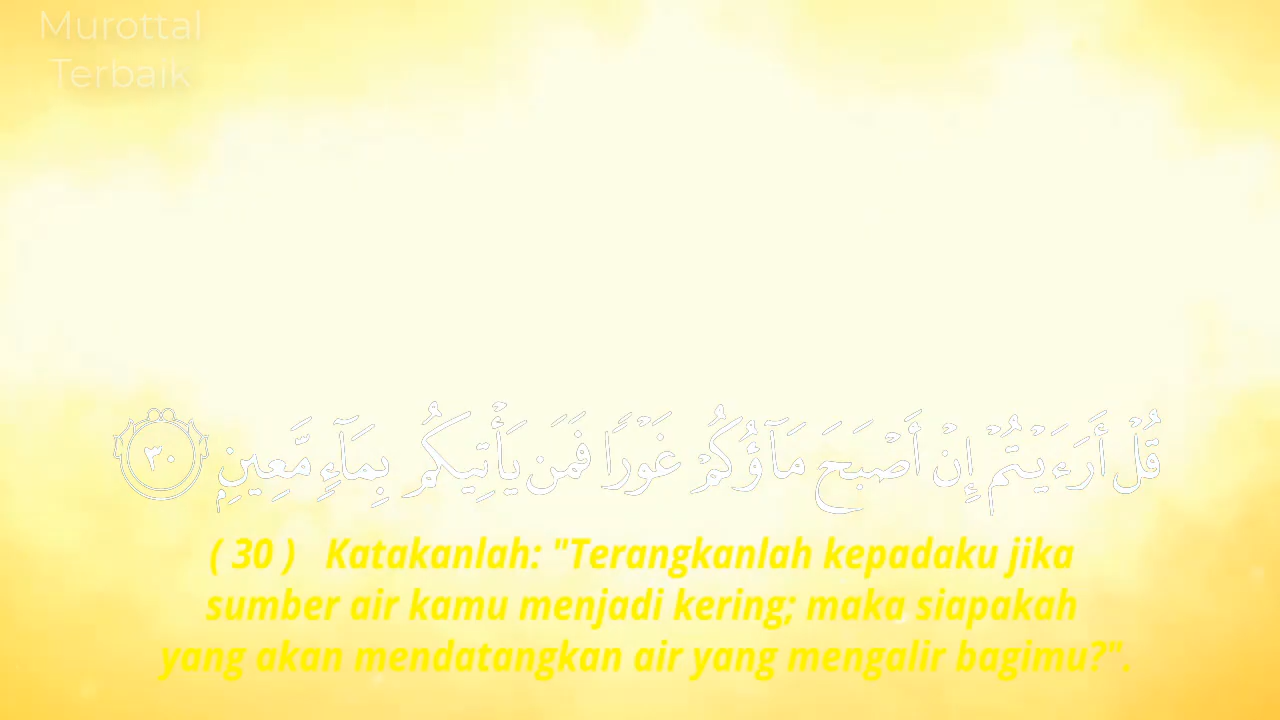 Murottal
Terbaik
قُلْ أَرَءَيْتُمْ إِنْ أَصْبَحَ مَآؤُكُمْ غَوْرًا فَمَن يَأْتِيكُم بِمَآءٍ مَّعِينٍۭ ٣٠
( 30 ) Katakanlah: "Terangkanlah kepadaku jika
sumber air kamu menjadi kering; maka siapakah
yang akan mendatangkan air yang mengalir bagimu?".